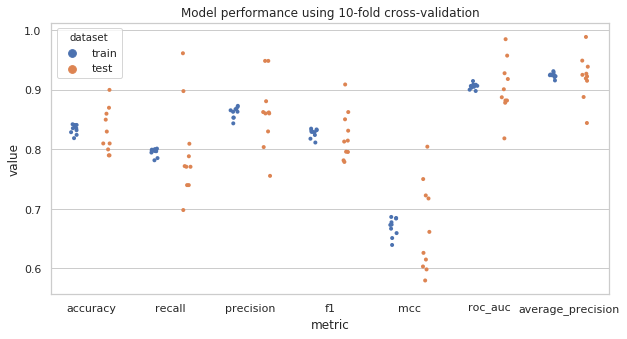 Model performance using 10-fold cross-validation
dataset
train
test
1.0
0.9
0.8
0.7
0.6
value
accuracy recall precision f1 mcc roc_auc average_precision
metric